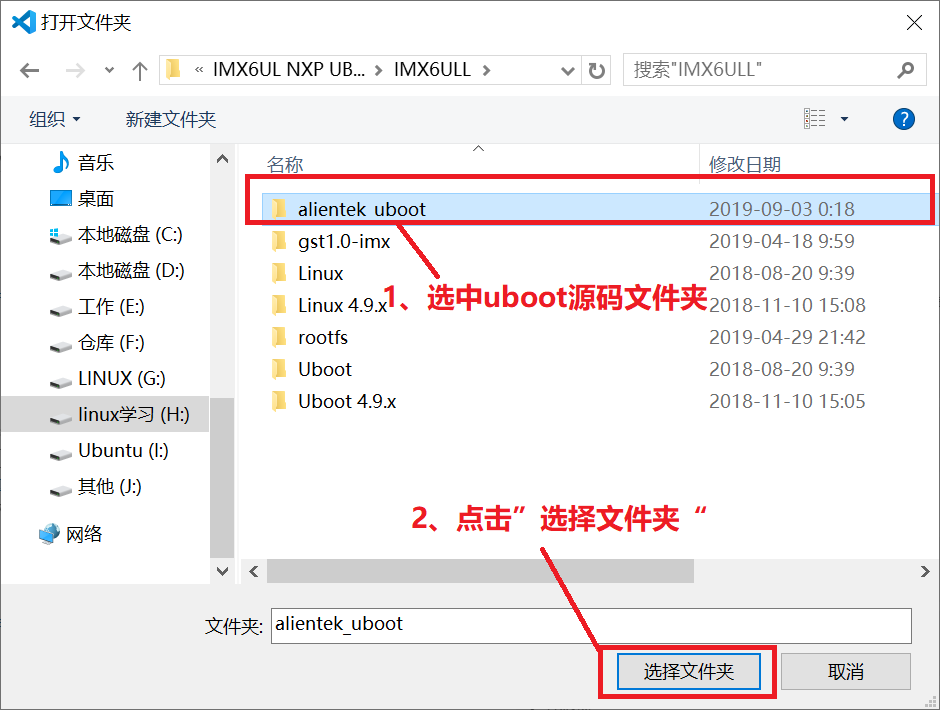 打开文件夹
« IMX6UL NXP UB... > IMX6ULL >
搜索"IMX6ULL"
组织
新建文件夹
?
音乐
桌面
本地磁盘 (C:)
本地磁盘 (D:)
工作 (E:)
仓库 (F:)
LINUX (G:)
linux学习 (H:)
Ubuntu (I:)
其他 (J:)
网络
名称 修改日期
alientek_uboot 2019-09-03 0:18
gst1.0-imx 2019-04-18 9:59
Linux 2018-08-20 9:39
Linux 4.9.x 2018-11-10 15:08
rootfs 2019-04-29 21:42
Uboot 2018-08-20 9:39
Uboot 4.9.x 2018-11-10 15:05
1、选中uboot源码文件夹
2、点击”选择文件夹“
文件夹: alientek_uboot
选择文件夹 取消